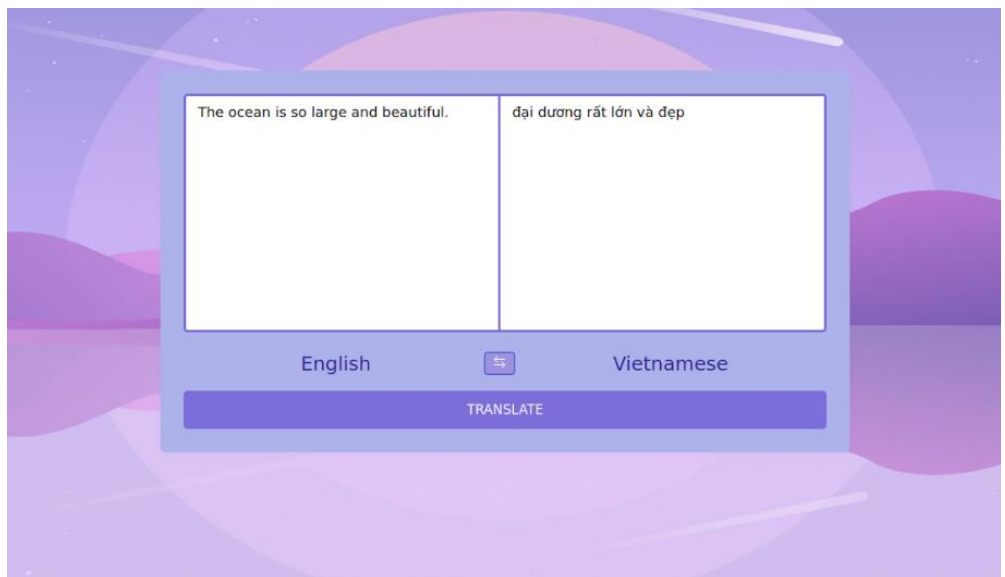 The ocean is so large and beautiful.
đại dương rất lớn và đẹp
English
Vietnamese
TRANSLATE